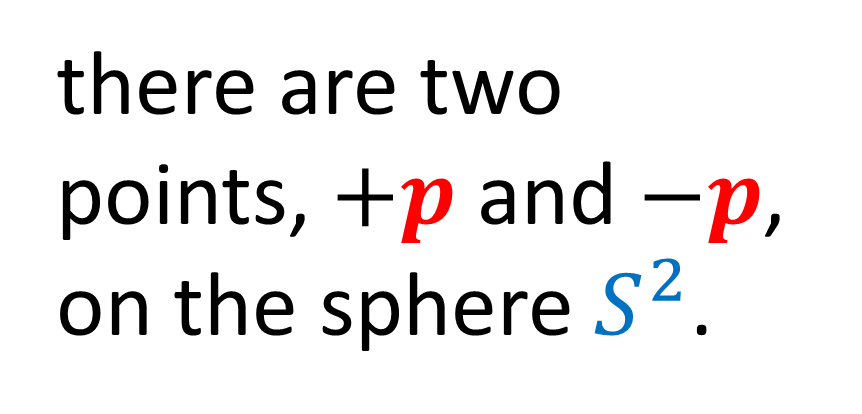 there are two
points, +p and −p,
on the sphere S².